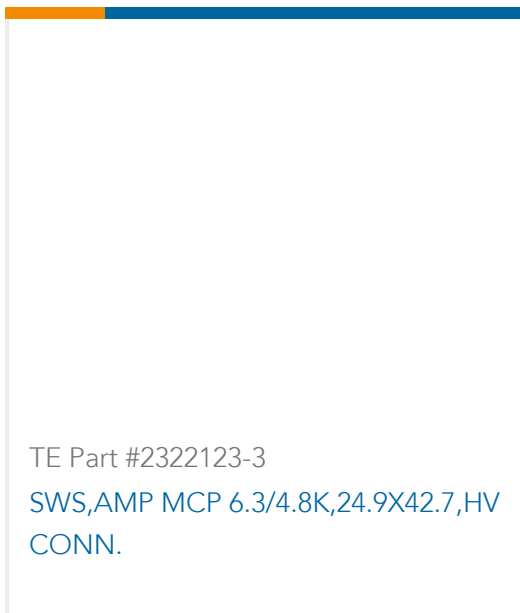 TE Part #2322123-3
SWS,AMP MCP 6.3/4.8K,24.9X42.7,HV
CONN.